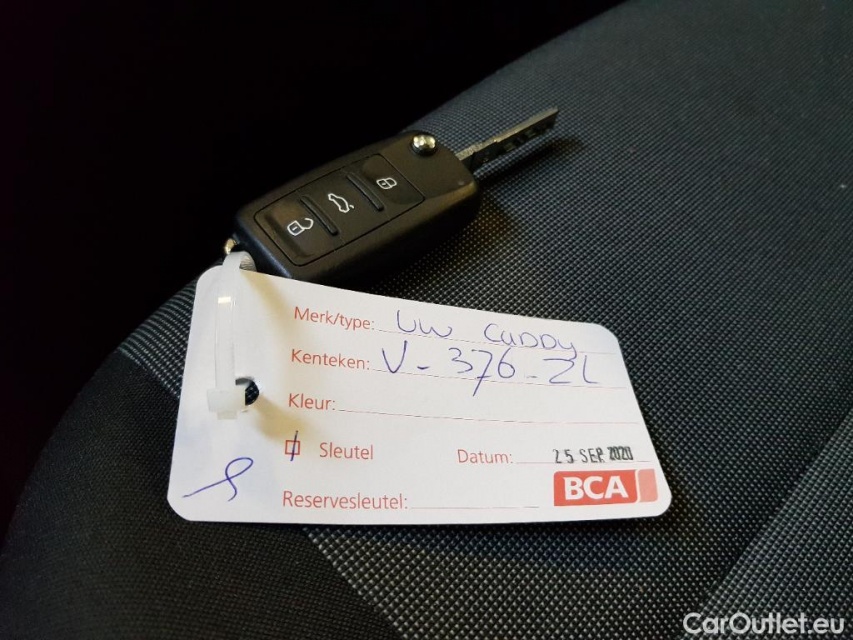 Merk/type: VW Caddy
Kenteken: V-376-ZL
Kleur:
Sleutel Datum: 25 SEP 2020
Reservesleutel: BCA
CarOutlet.eu